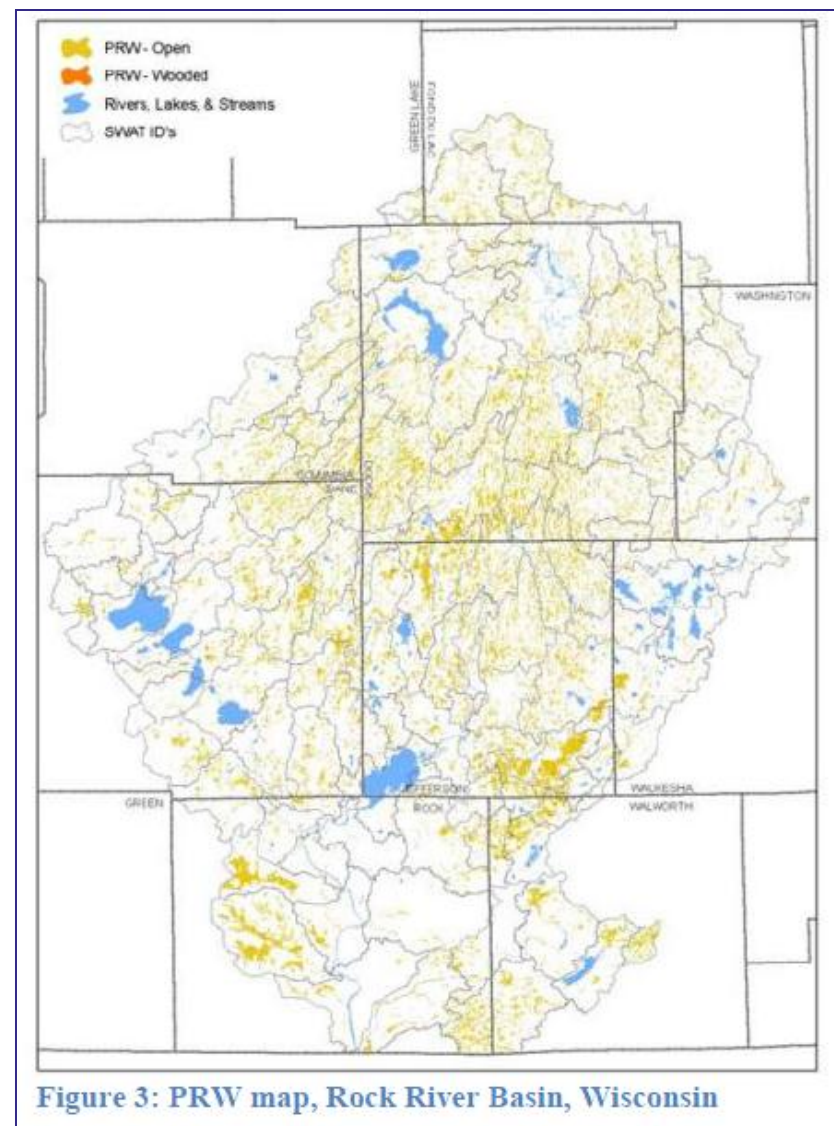 PRW - Open
PRW - Wooded
Rivers, Lakes, & Streams
SWAT ID's
GREEN LAKE
FOND DU LAC
WASHINGTON
COLUMBIA
DANE
DODGE
JEFFERSON
ROCK
GREEN
WAUKESHA
WALWORTH
Figure 3: PRW map, Rock River Basin, Wisconsin